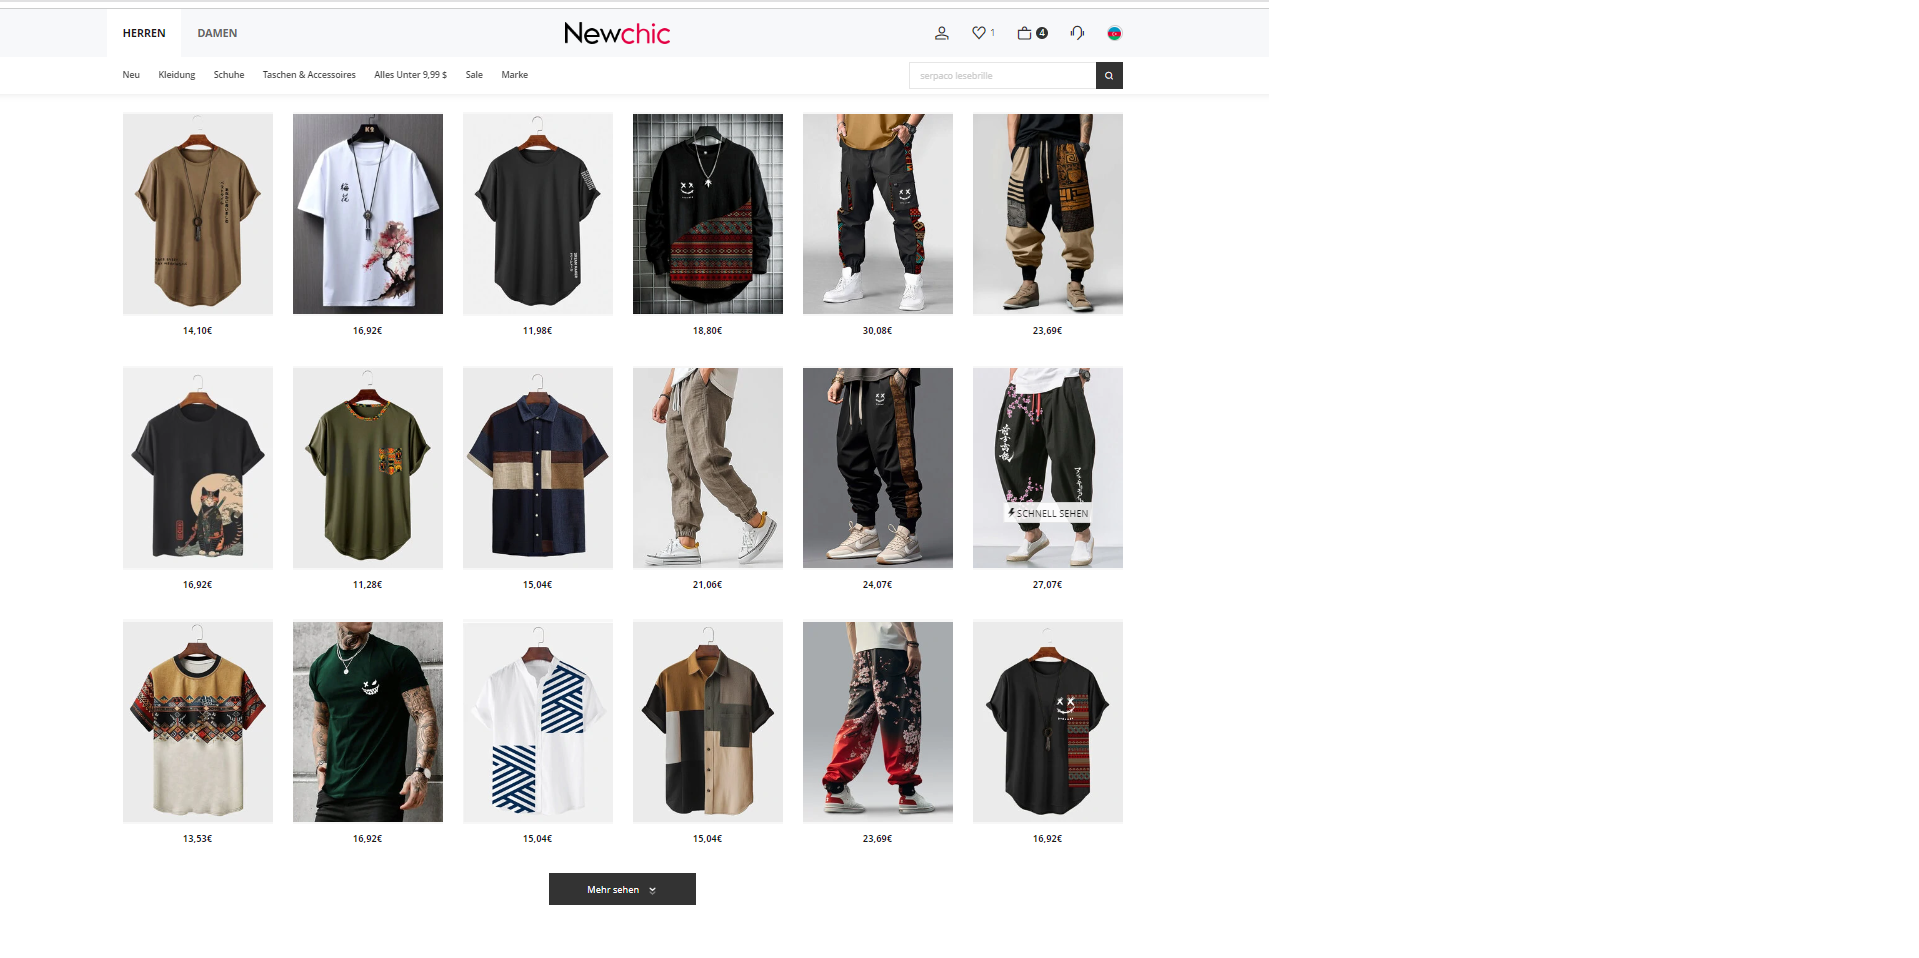 HERREN DAMEN Newchic 1 4
Neu Kleidung Schuhe Taschen & Accessoires Alles Unter 9,99 $ Sale Marke serpaco lesebrille
梅
花
14,10€ 16,92€ 11,98€ 18,80€ 30,08€ 23,69€
SCHNELL SEHEN
16,92€ 11,28€ 15,04€ 21,06€ 24,07€ 27,07€
13,53€ 16,92€ 15,04€ 15,04€ 23,69€ 16,92€
Mehr sehen